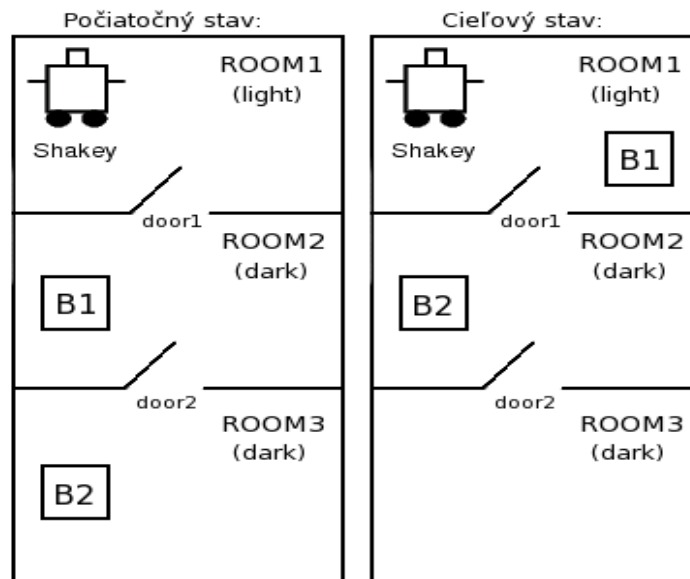 Počiatočný stav:
ROOM1
(light)
Shakey
door1
ROOM2
(dark)
B1
door2
ROOM3
(dark)
B2
Cieľový stav:
ROOM1
(light)
Shakey
B1
door1
ROOM2
(dark)
B2
door2
ROOM3
(dark)